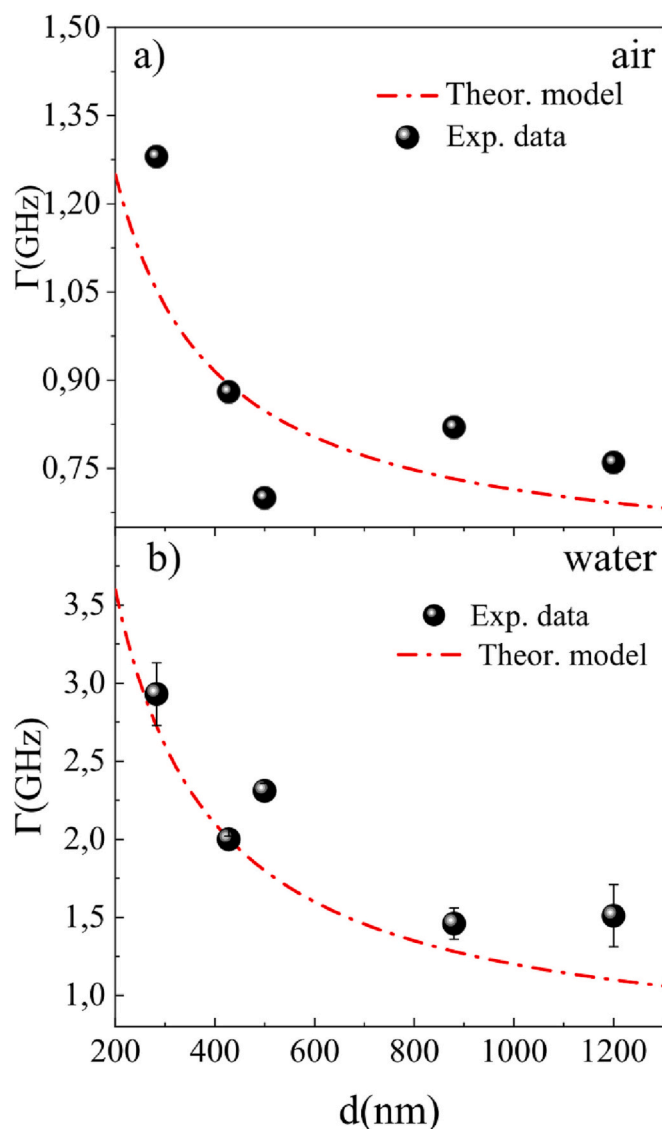 1,50
a)
air
Theor. model
1,35
Exp. data
1,20
Γ(GHz)
1,05
0,90
0,75
b)
water
3,5
Exp. data
Theor. model
3,0
Γ(GHz)
2,5
2,0
1,5
1,0
200 400 600 800 1000 1200
d(nm)